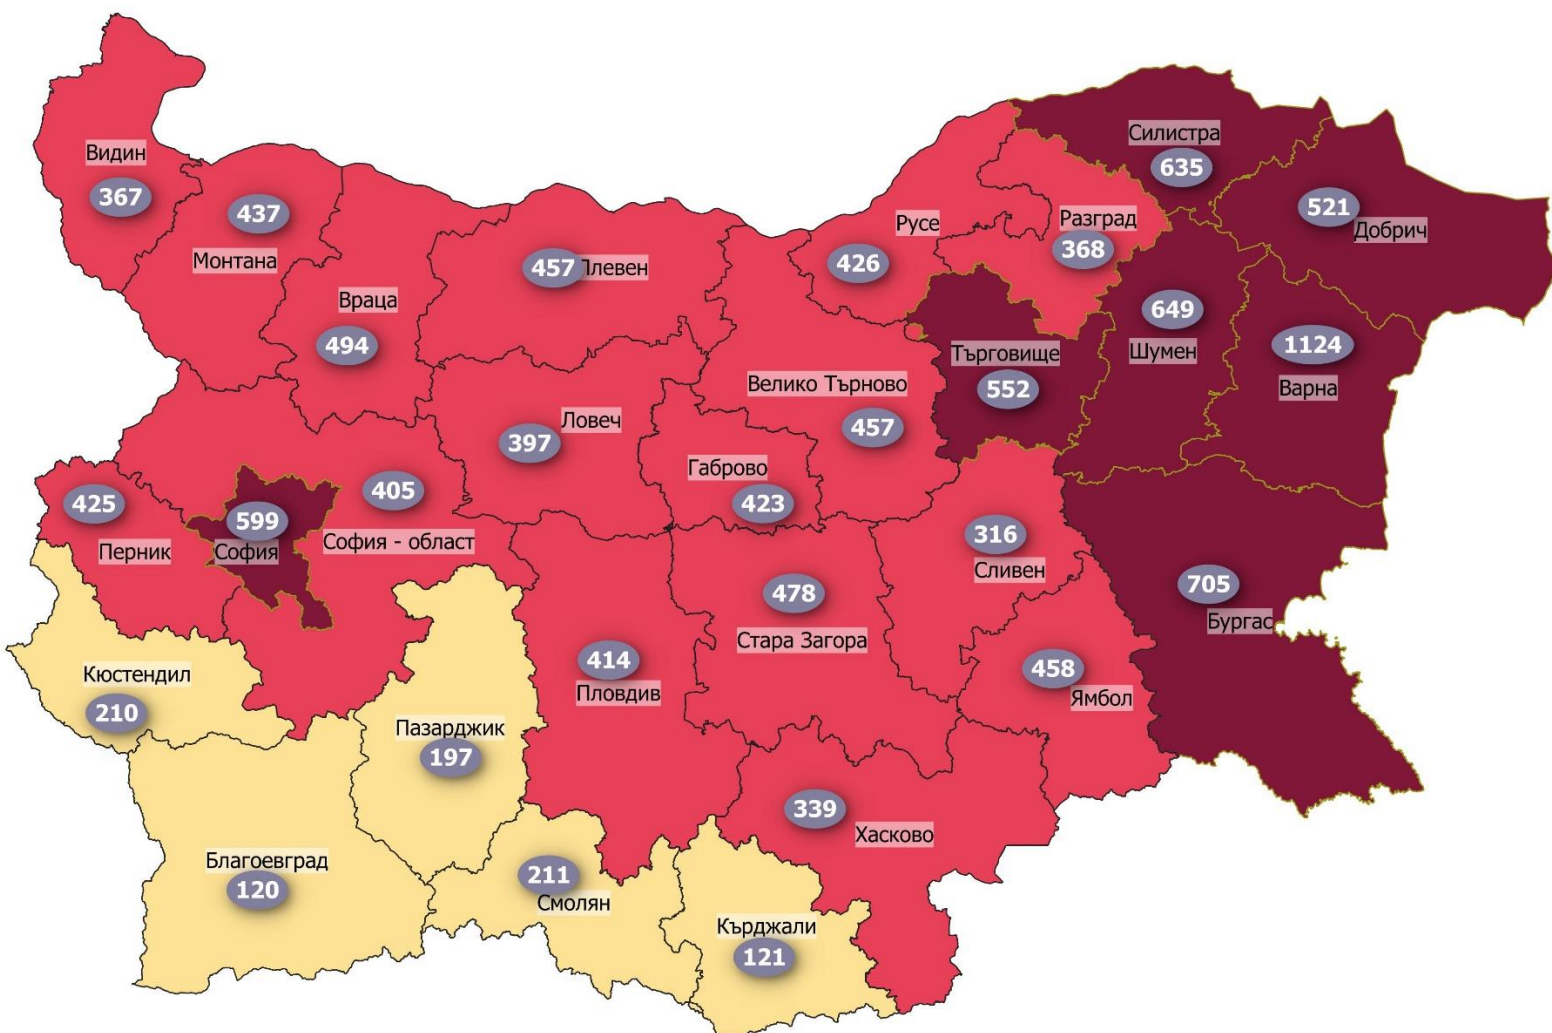 Видин
367
437
Монтана
Враца
494
457
Плевен
Русе
426
Разград
368
Силистра
635
521
Добрич
649
Шумен
1124
Варна
Търговище
552
Велико Търново
457
Ловеч
397
Габрово
423
425
Перник
599
София
405
София - област
316
Сливен
478
Стара Загора
705
Бургас
414
Пловдив
458
Ямбол
Кюстендил
210
Пазарджик
197
339
Хасково
Благоевград
120
211
Смолян
Кърджали
121